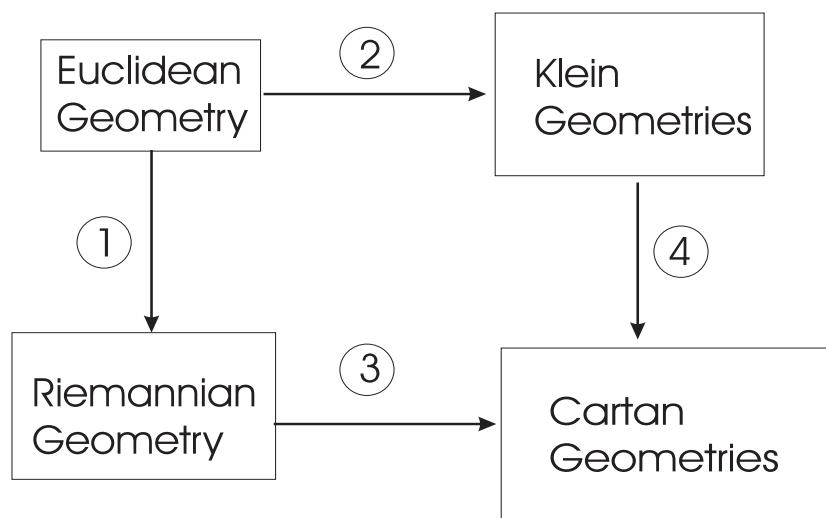 Euclidean
Geometry
2
Klein
Geometries
1
4
Riemannian
Geometry
3
Cartan
Geometries